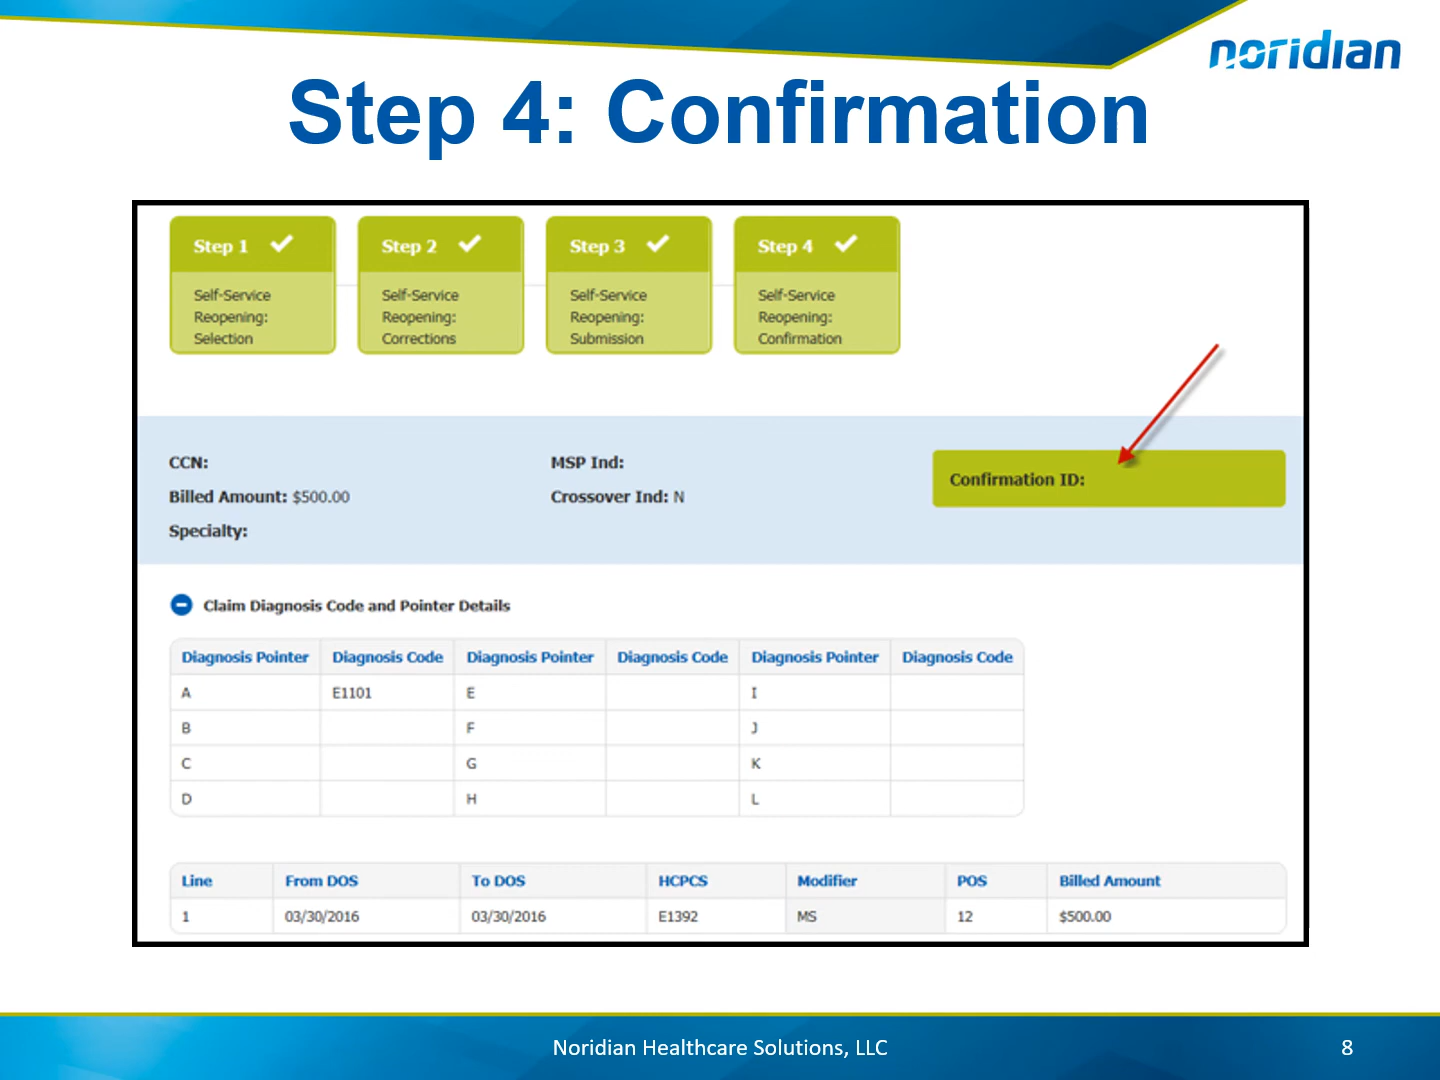 noridian
Step 4: Confirmation
Step 1
Self-Service
Reopening:
Selection
Step 2
Self-Service
Reopening:
Corrections
Step 3
Self-Service
Reopening:
Submission
Step 4
Self-Service
Reopening:
Confirmation
CCN:
Billed Amount: $500.00
Specialty:
MSP Ind:
Crossover Ind: N
Confirmation ID:
Claim Diagnosis Code and Pointer Details
Diagnosis Pointer Diagnosis Code Diagnosis Pointer Diagnosis Code Diagnosis Pointer Diagnosis Code
A E1101 E I
B F J
C G K
D H L
Line From DOS To DOS HCPCS Modifier POS Billed Amount
1 03/30/2016 03/30/2016 E1392 MS 12 $500.00
Noridian Healthcare Solutions, LLC
8